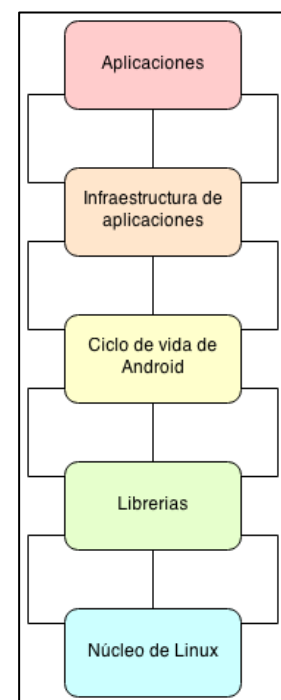 Aplicaciones
Infraestructura de
aplicaciones
Ciclo de vida de
Android
Librerias
Núcleo de Linux